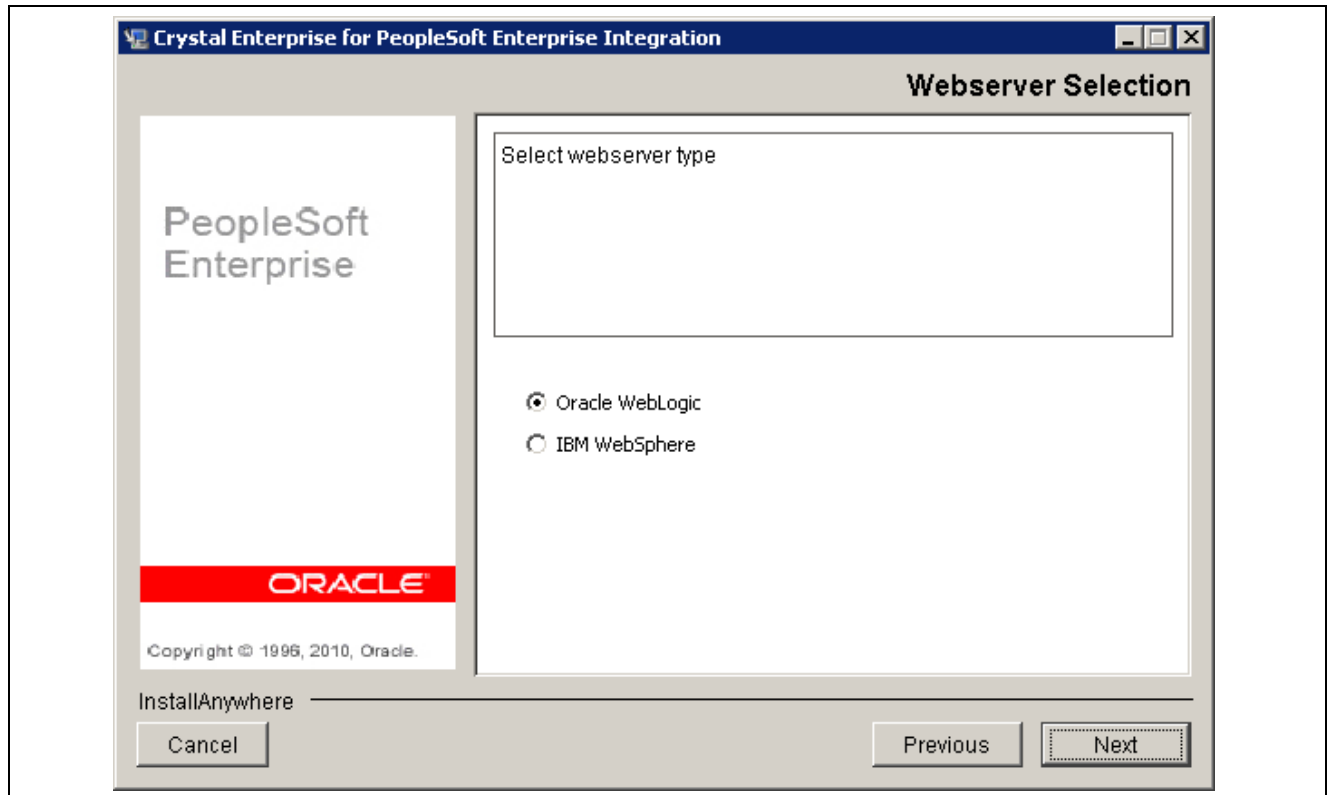 Crystal Enterprise for PeopleSoft Enterprise Integration
Webserver Selection
Select webserver type
PeopleSoft
Enterprise
Oracle WebLogic
IBM WebSphere
ORACLE
Copyright © 1996, 2010, Oracle.
InstallAnywhere
Cancel
Previous
Next